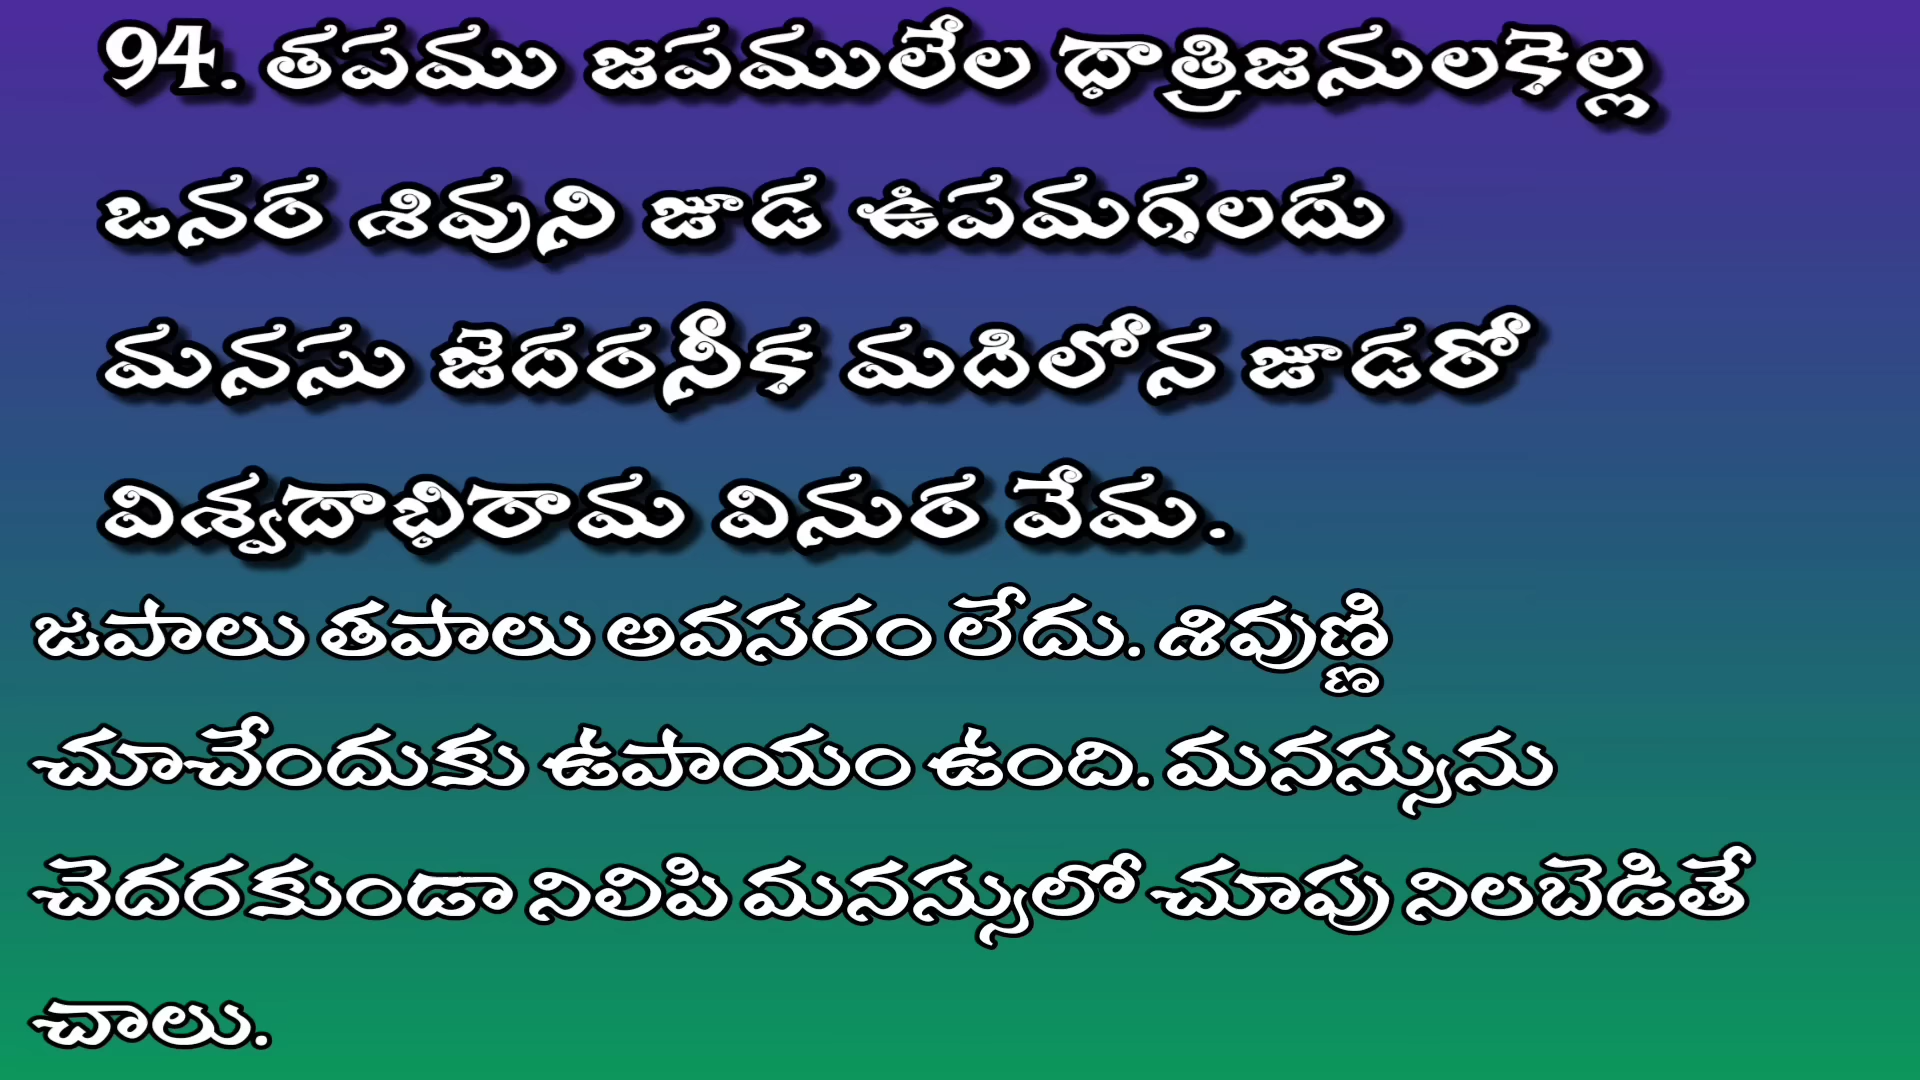 94. తపము జపములేల ధాత్రిజనులకెల్ల
ఒనర శివుని జూడ ఉపమగలదు
మనసు జెదరనీక మదిలోన జూడరో
విశ్వదాభిరామ వినుర వేమ.
జపాలు తపాలు అవసరం లేదు. శివుణ్ణి
చూచేందుకు ఉపాయం ఉంది. మనస్సును
చెదరకుండా నిలిపి మనస్సులో చూపు నిలబెడితే
చాలు.